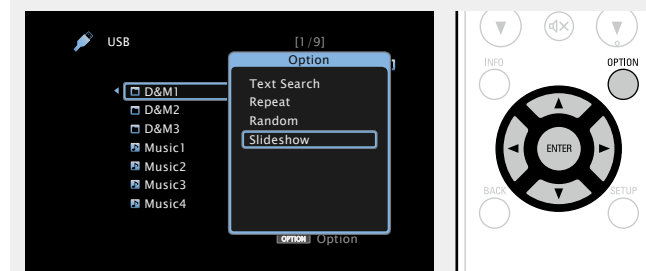 USB
[1/9]
Option
D&M1
D&M2
D&M3
Music1
Music2
Music3
Music4
Text Search
Repeat
Random
Slideshow
OPTION Option
INFO
OPTION
ENTER
BACK
SETUP